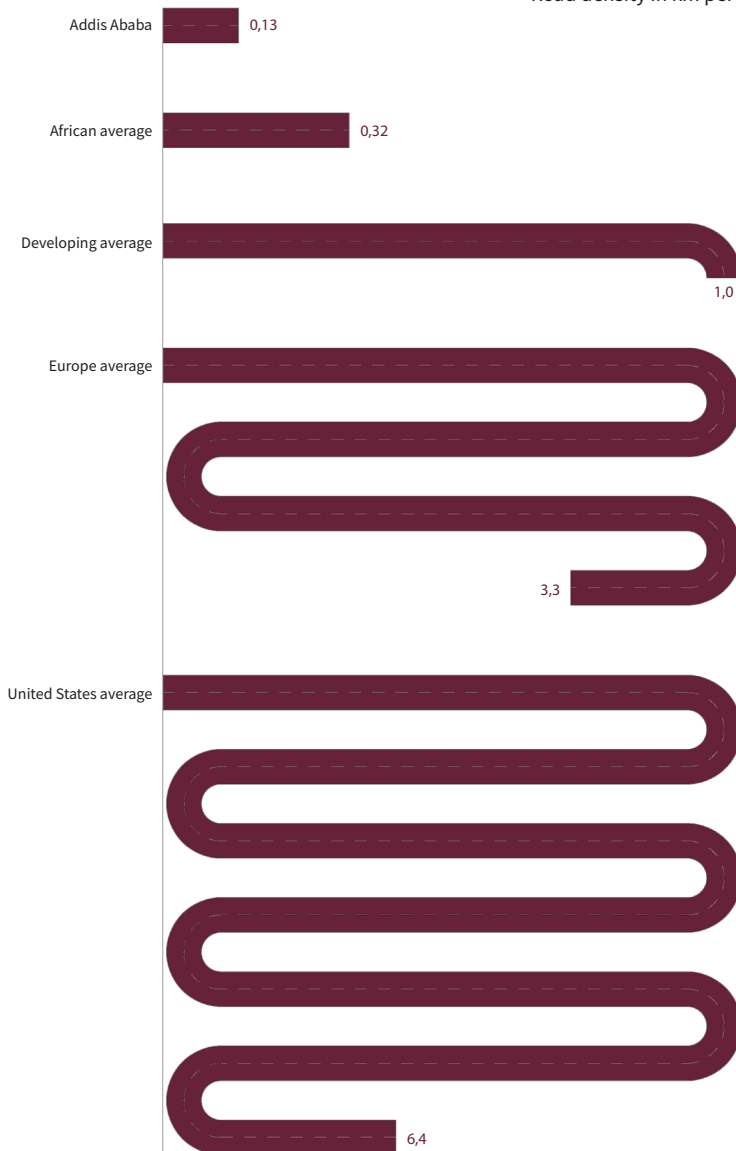 Road density in km per
Addis Ababa 0,13
African average 0,32
Developing average
1,0
Europe average
3,3
United States average
6,4